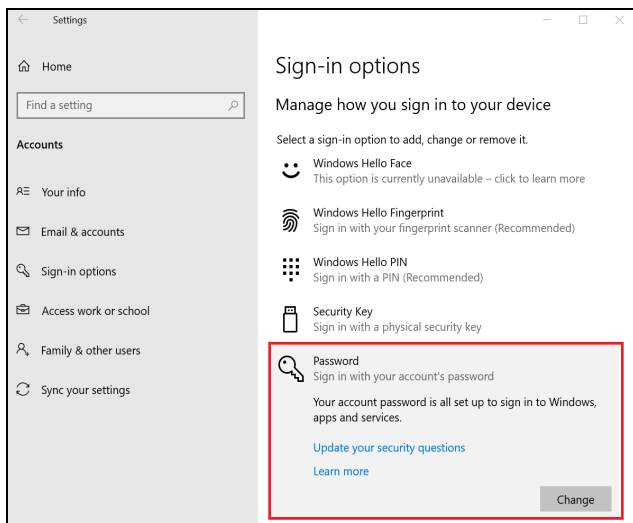 Settings
Home
Find a setting
Accounts
Your info
Email & accounts
Sign-in options
Access work or school
Family & other users
Sync your settings
Sign-in options
Manage how you sign in to your device
Select a sign-in option to add, change or remove it.
Windows Hello Face
This option is currently unavailable – click to learn more
Windows Hello Fingerprint
Sign in with your fingerprint scanner (Recommended)
Windows Hello PIN
Sign in with a PIN (Recommended)
Security Key
Sign in with a physical security key
Password
Sign in with your account's password
Your account password is all set up to sign in to Windows,
apps and services.
Update your security questions
Learn more
Change